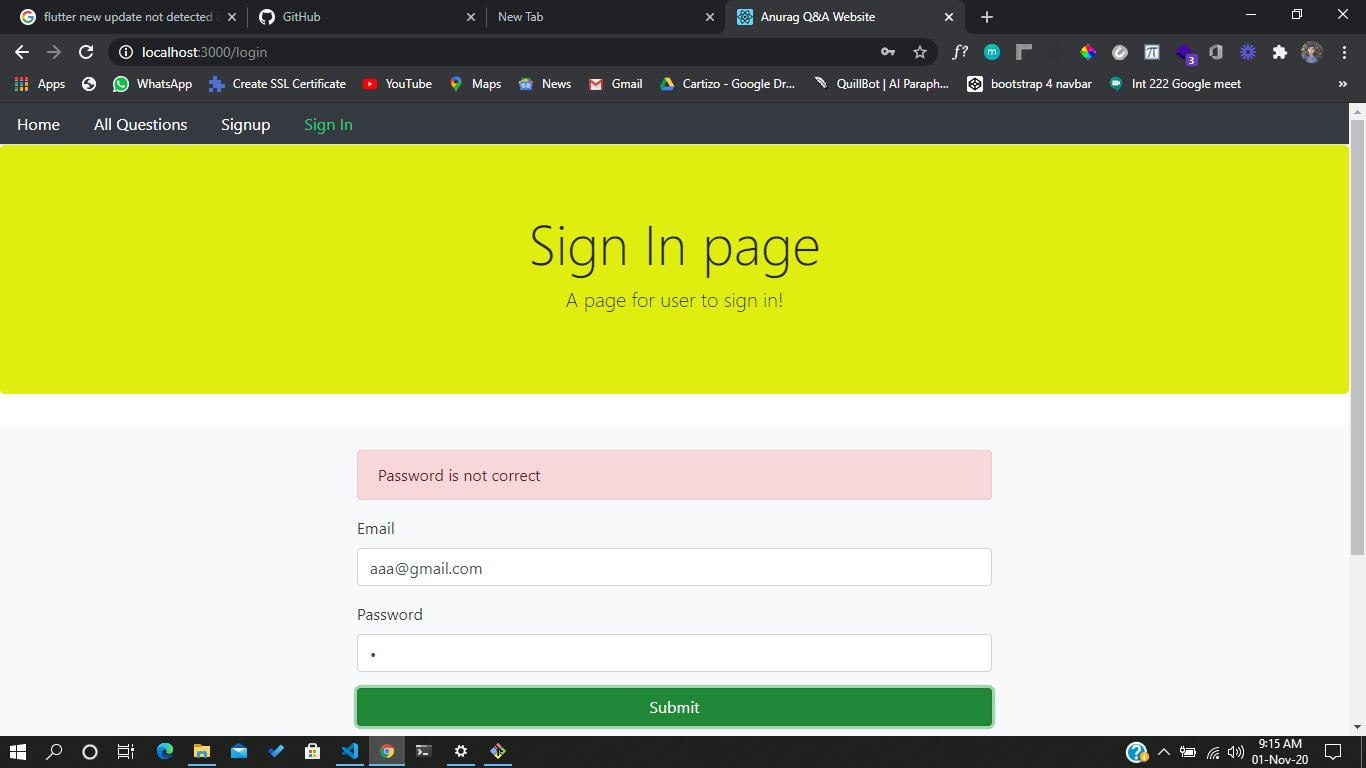 flutter new update not detected
GitHub
New Tab
Anurag Q&A Website
localhost:3000/login
f?
m
π
3
Apps
WhatsApp
Create SSL Certificate
YouTube
Maps
News
Gmail
Cartizo - Google Dr...
QuillBot | AI Paraph...
bootstrap 4 navbar
Int 222 Google meet
»
Home
All Questions
Signup
Sign In
Sign In page
A page for user to sign in!
Password is not correct
Email
aaa@gmail.com
Password
•
Submit
9:15 AM
01-Nov-20